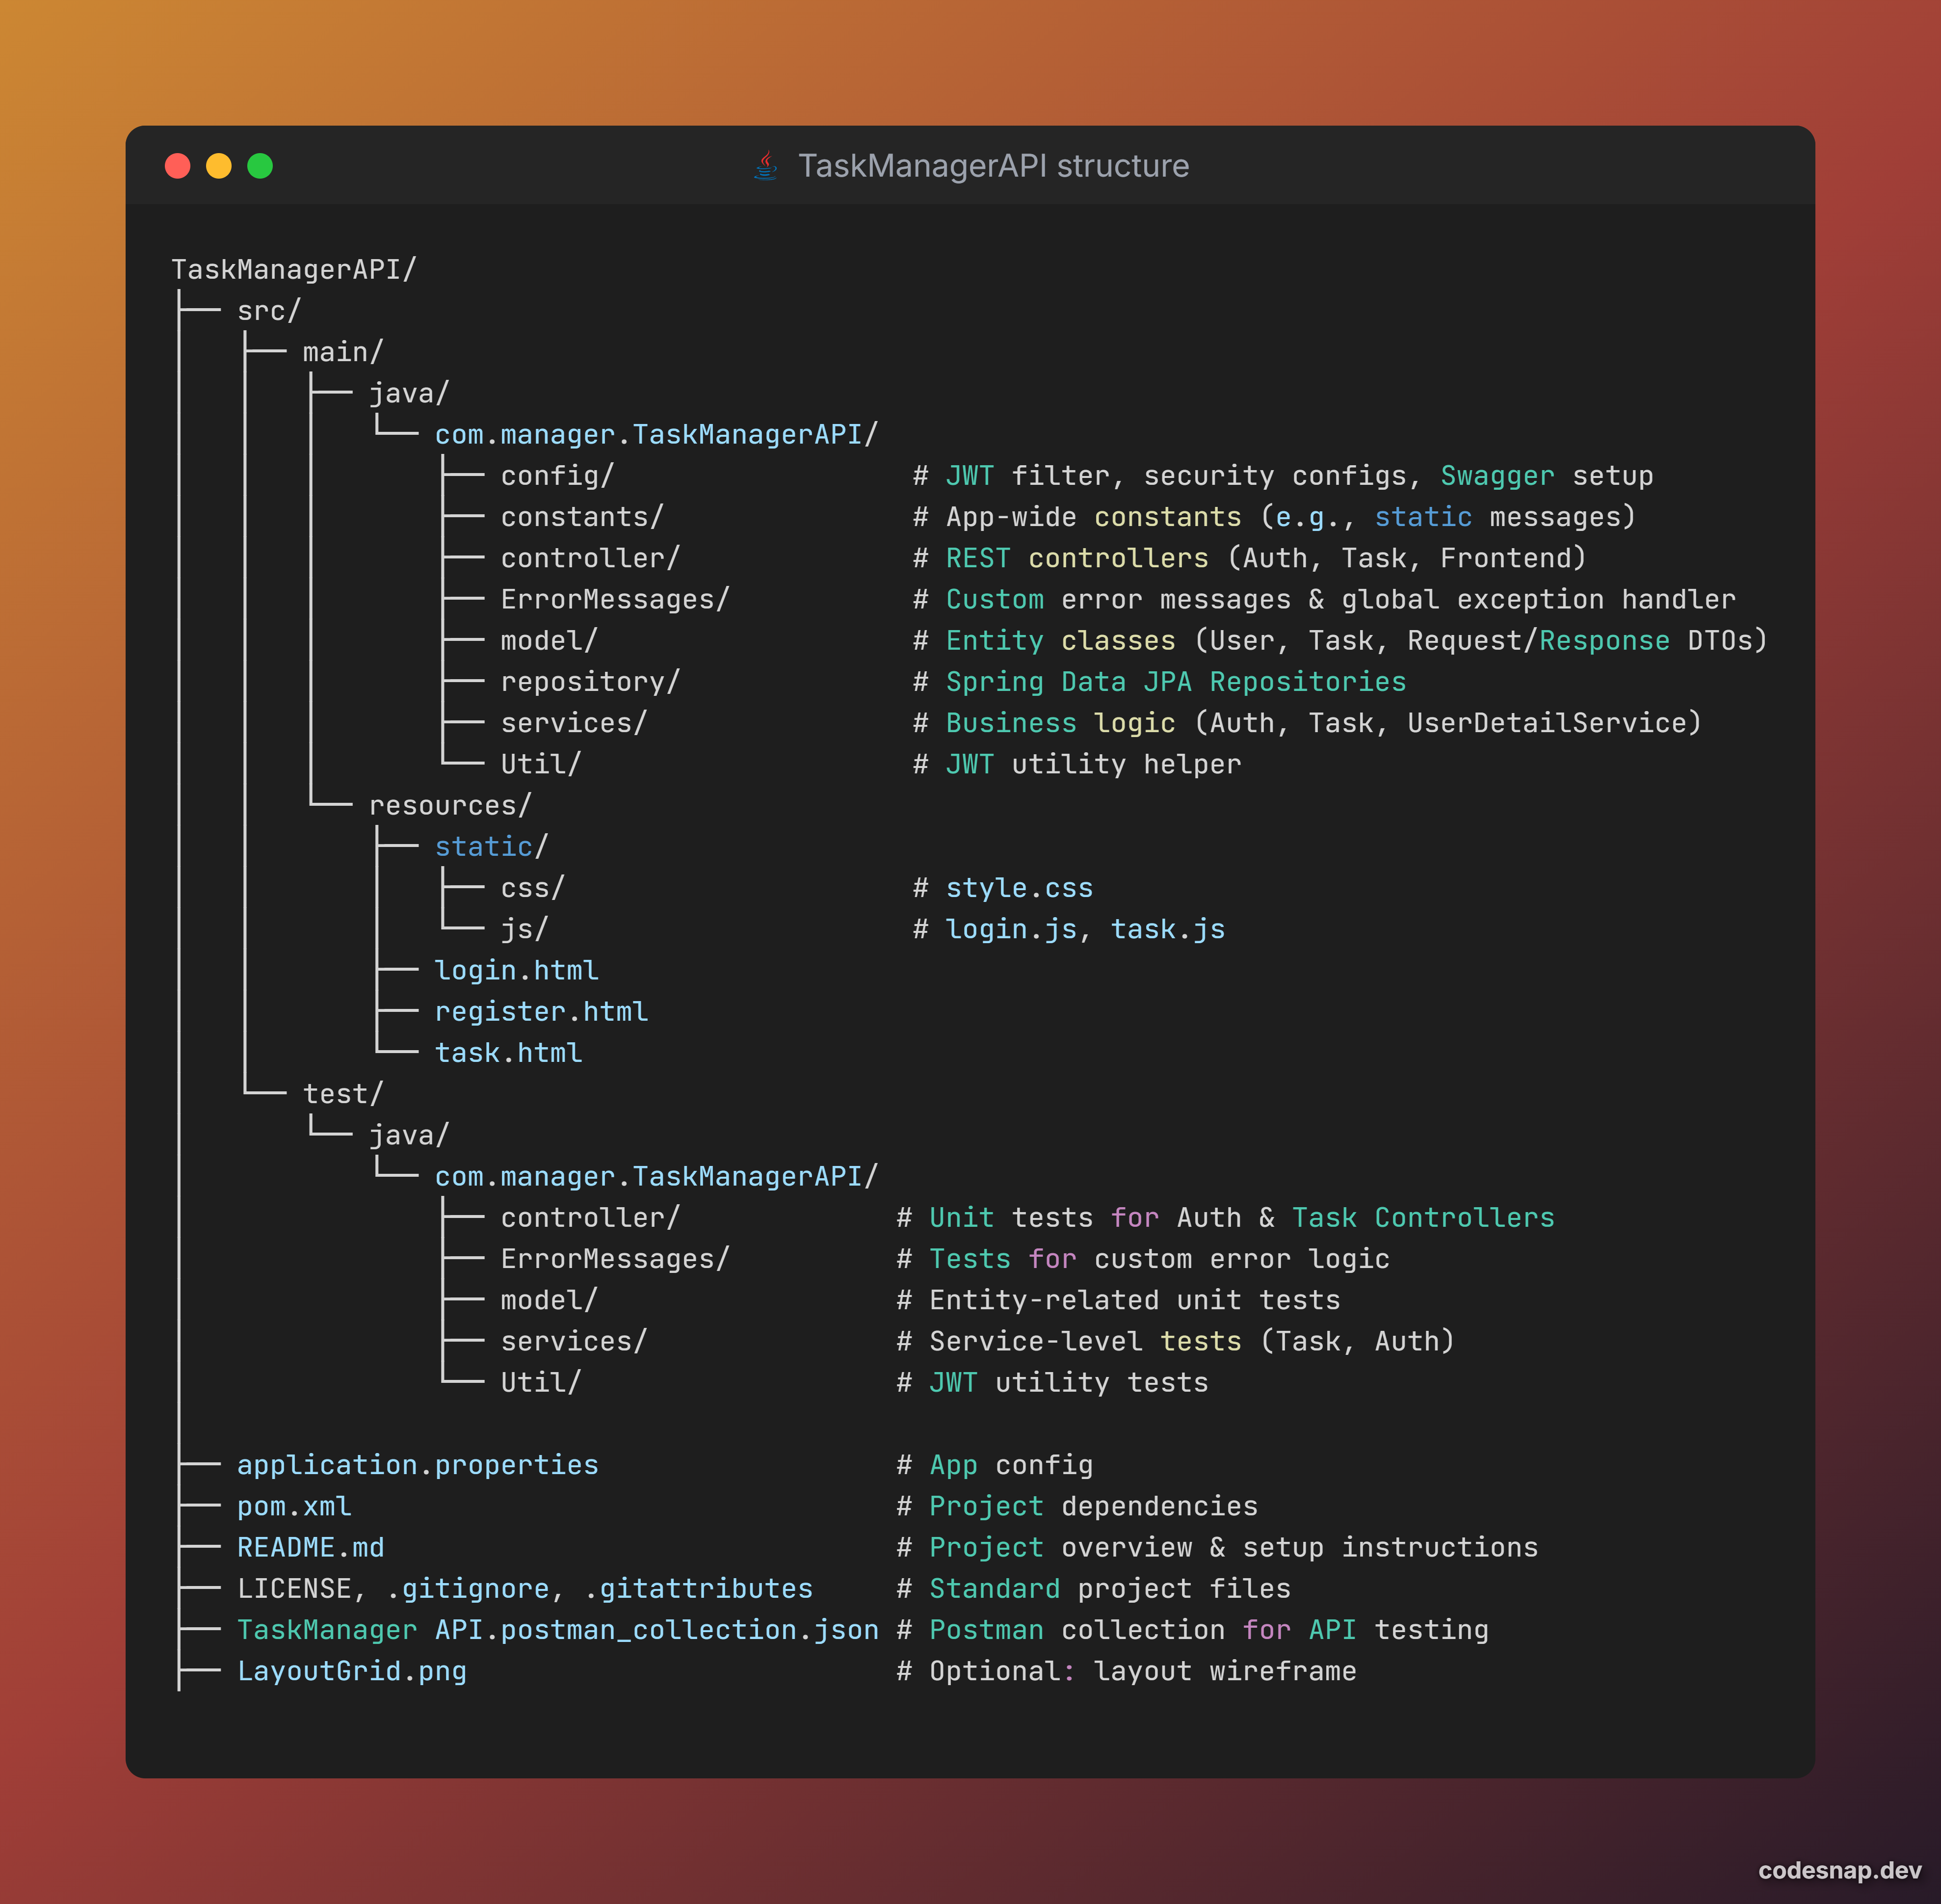 TaskManagerAPI structure
TaskManagerAPI/
├── src/
│   ├── main/
│   │   ├── java/
│   │   │   └── com.manager.TaskManagerAPI/
│   │   │       ├── config/                  # JWT filter, security configs, Swagger setup
│   │   │       ├── constants/               # App-wide constants (e.g., static messages)
│   │   │       ├── controller/              # REST controllers (Auth, Task, Frontend)
│   │   │       ├── ErrorMessages/           # Custom error messages & global exception handler
│   │   │       ├── model/                   # Entity classes (User, Task, Request/Response DTOs)
│   │   │       ├── repository/              # Spring Data JPA Repositories
│   │   │       ├── services/                # Business logic (Auth, Task, UserDetailService)
│   │   │       └── Util/                    # JWT utility helper
│   │   └── resources/
│   │       ├── static/
│   │       │   ├── css/                     # style.css
│   │       │   └── js/                      # login.js, task.js
│   │       ├── login.html
│   │       ├── register.html
│   │       └── task.html
│   └── test/
│       └── java/
│           └── com.manager.TaskManagerAPI/
│               ├── controller/             # Unit tests for Auth & Task Controllers
│               ├── ErrorMessages/          # Tests for custom error logic
│               ├── model/                  # Entity-related unit tests
│               ├── services/               # Service-level tests (Task, Auth)
│               └── Util/                   # JWT utility tests
│
├── application.properties                  # App config
├── pom.xml                                 # Project dependencies
├── README.md                               # Project overview & setup instructions
├── LICENSE, .gitignore, .gitattributes     # Standard project files
├── TaskManager API.postman_collection.json # Postman collection for API testing
├── LayoutGrid.png                          # Optional: layout wireframe
codesnap.dev